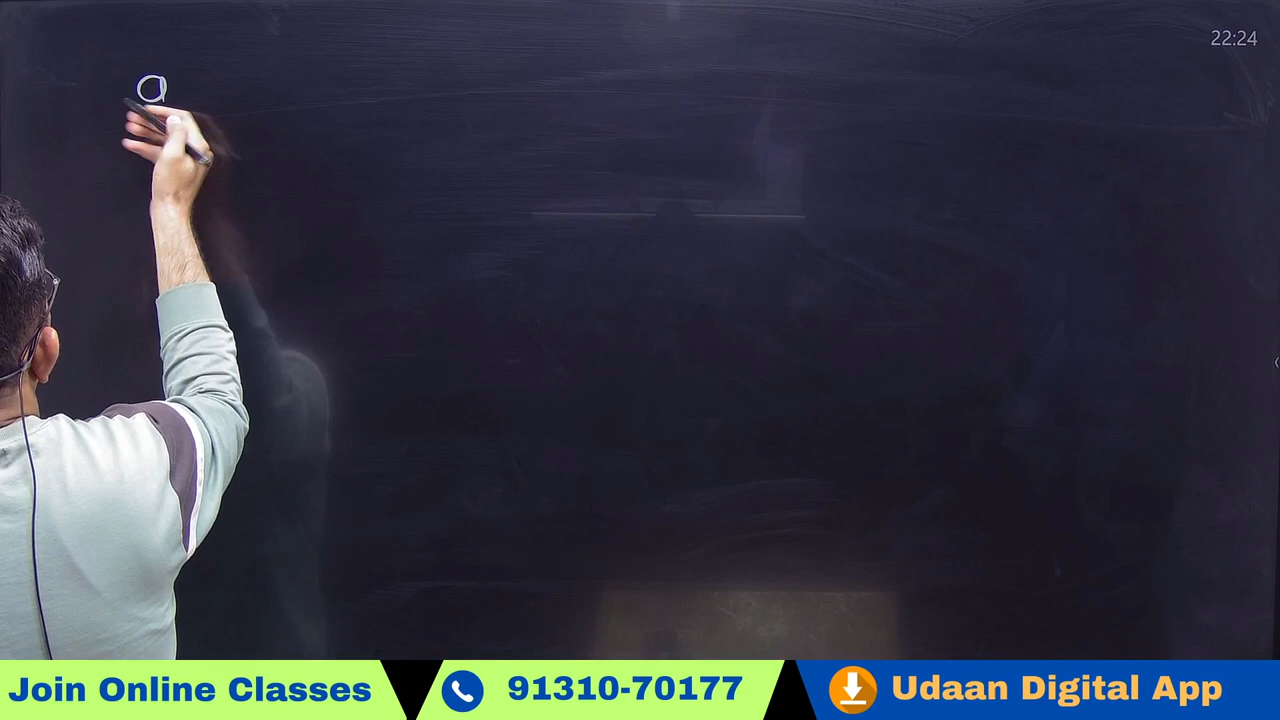 22:24
a
Join Online Classes
91310-70177
Udaan Digital App